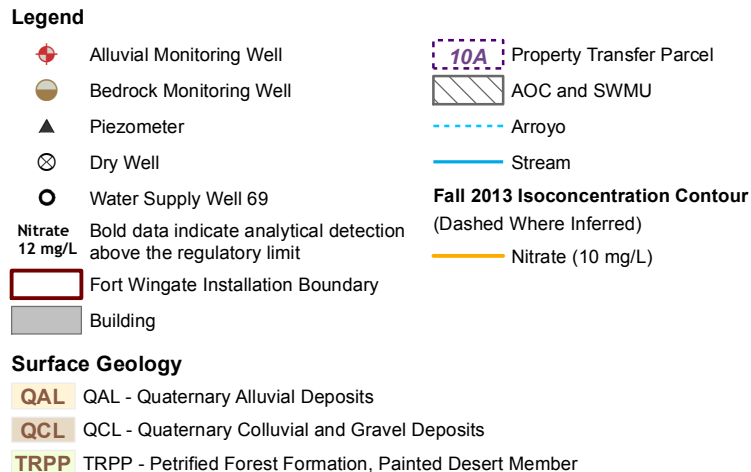 Legend
Alluvial Monitoring Well
Bedrock Monitoring Well
Piezometer
Dry Well
Water Supply Well 69
Nitrate
12 mg/L
Bold data indicate analytical detection
above the regulatory limit
Fort Wingate Installation Boundary
Building
10A Property Transfer Parcel
AOC and SWMU
Arroyo
Stream
Fall 2013 Isoconcentration Contour
(Dashed Where Inferred)
Nitrate (10 mg/L)
Surface Geology
QAL QAL - Quaternary Alluvial Deposits
QCL QCL - Quaternary Colluvial and Gravel Deposits
TRPP TRPP - Petrified Forest Formation, Painted Desert Member